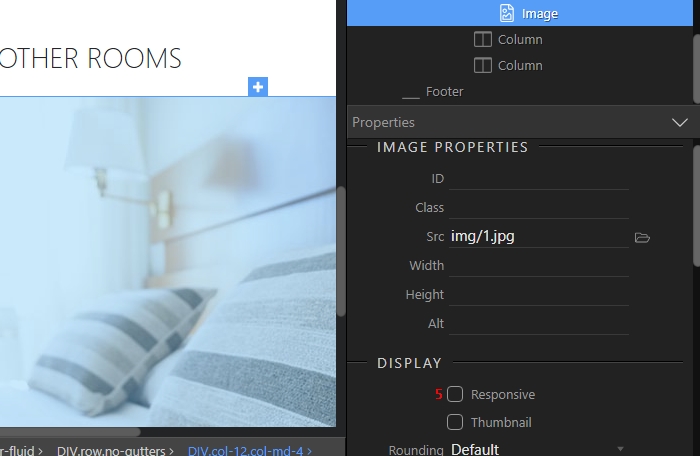 OTHER ROOMS
r-fluid > DIV.row.no-gutters > DIV.col-12.col-md-4 >
Image
Column
Column
Footer
Properties
IMAGE PROPERTIES
ID
Class
Src img/1.jpg
Width
Height
Alt
DISPLAY
5 Responsive
Thumbnail
Rounding Default